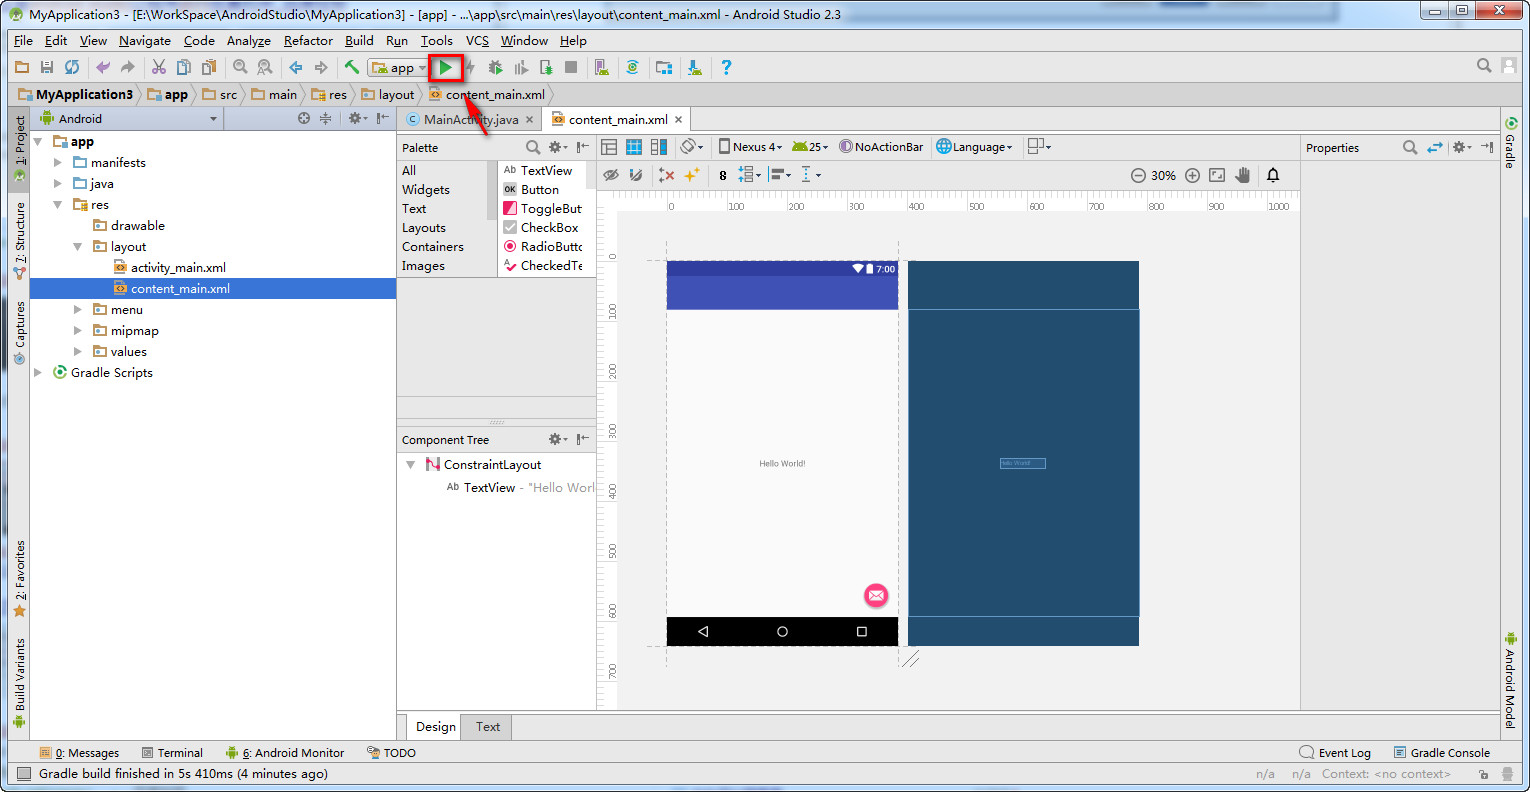 MyApplication3 - [E:\WorkSpace\AndroidStudio\MyApplication3] - [app] - ...\app\src\main\res\layout\content_main.xml - Android Studio 2.3
File Edit View Navigate Code Analyze Refactor Build Run Tools VCS Window Help
app
MyApplication3 app src main res layout content_main.xml
Android
MainActivity.java content_main.xml
1: Project
7: Structure
Captures
2: Favorites
Build Variants
app
manifests
java
res
drawable
layout
activity_main.xml
content_main.xml
menu
mipmap
values
Gradle Scripts
Palette
All
Widgets
Text
Layouts
Containers
Images
Ab TextView
OK Button
ToggleBut
CheckBox
RadioButto
CheckedTe
Component Tree
ConstraintLayout
Ab TextView - "Hello Worl
Nexus 4 25 NoActionBar Language
8 30%
0 100 200 300 400 500 600 700 800 900 1000
0
100
200
300
400
500
600
700
7:00
Hello World!
Hello World!
Properties
Gradle
Android Model
Design Text
0: Messages Terminal 6: Android Monitor TODO Event Log Gradle Console
Gradle build finished in 5s 410ms (4 minutes ago) n/a n/a Context: <no context>